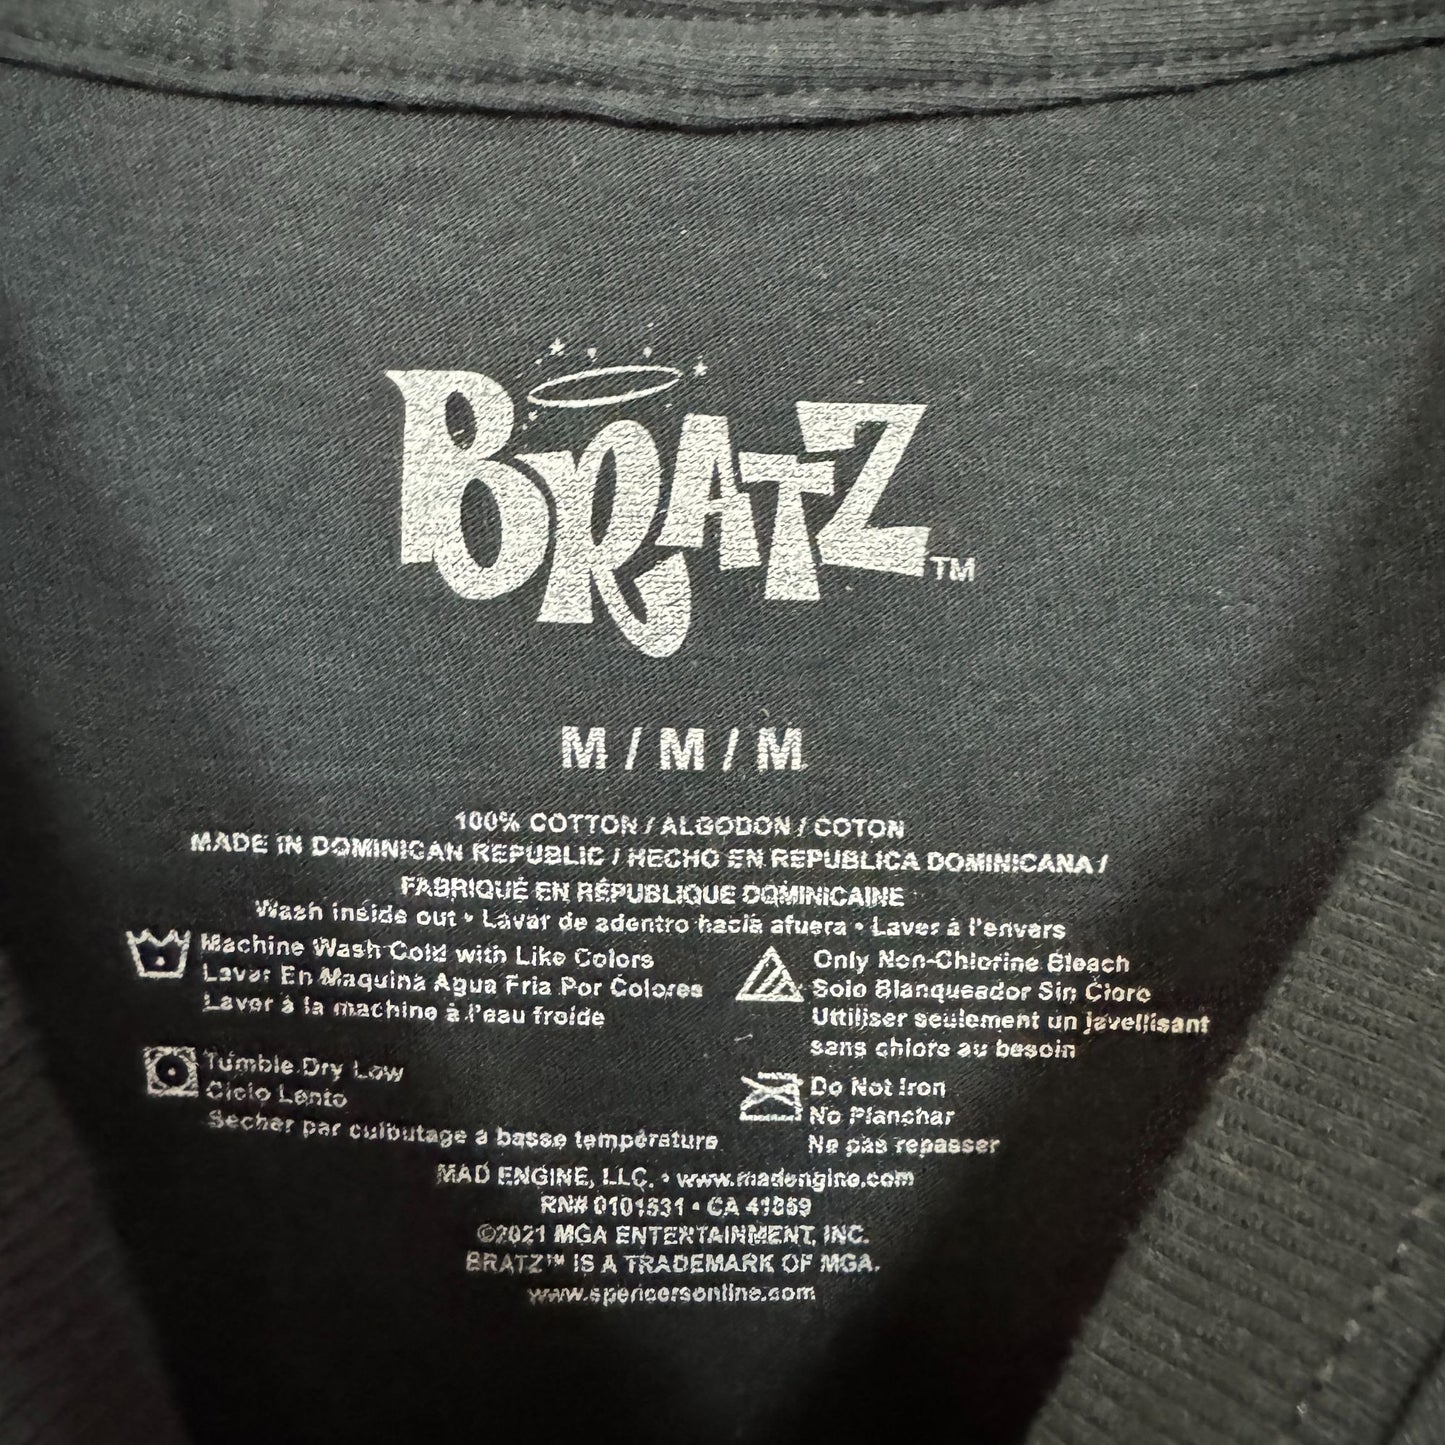 BRATZ™
M / M / M
100% COTTON / ALGODON / COTON
MADE IN DOMINICAN REPUBLIC / HECHO EN REPUBLICA DOMINICANA /
FABRIQUÉ EN RÉPUBLIQUE DOMINICAINE
Wash inside out • Lavar de adentro hacia afuera • Laver à l'envers
Machine Wash Cold with Like Colors
Lavar En Maquina Agua Fria Por Colores
Laver à la machine à l'eau froide
Only Non-Chlorine Bleach
Solo Blanqueador Sin Cloro
Uttiliser seulement un javellisant
sans chlore au besoin
Tumble Dry Low
Ciclo Lento
Secher par culbutage a basse température
Do Not Iron
No Planchar
Ne pas repasser
MAD ENGINE, LLC. • www.madengine.com
RN# 0101531 • CA 41369
©2021 MGA ENTERTAINMENT, INC.
BRATZ™ IS A TRADEMARK OF MGA.
www.spencersonline.com